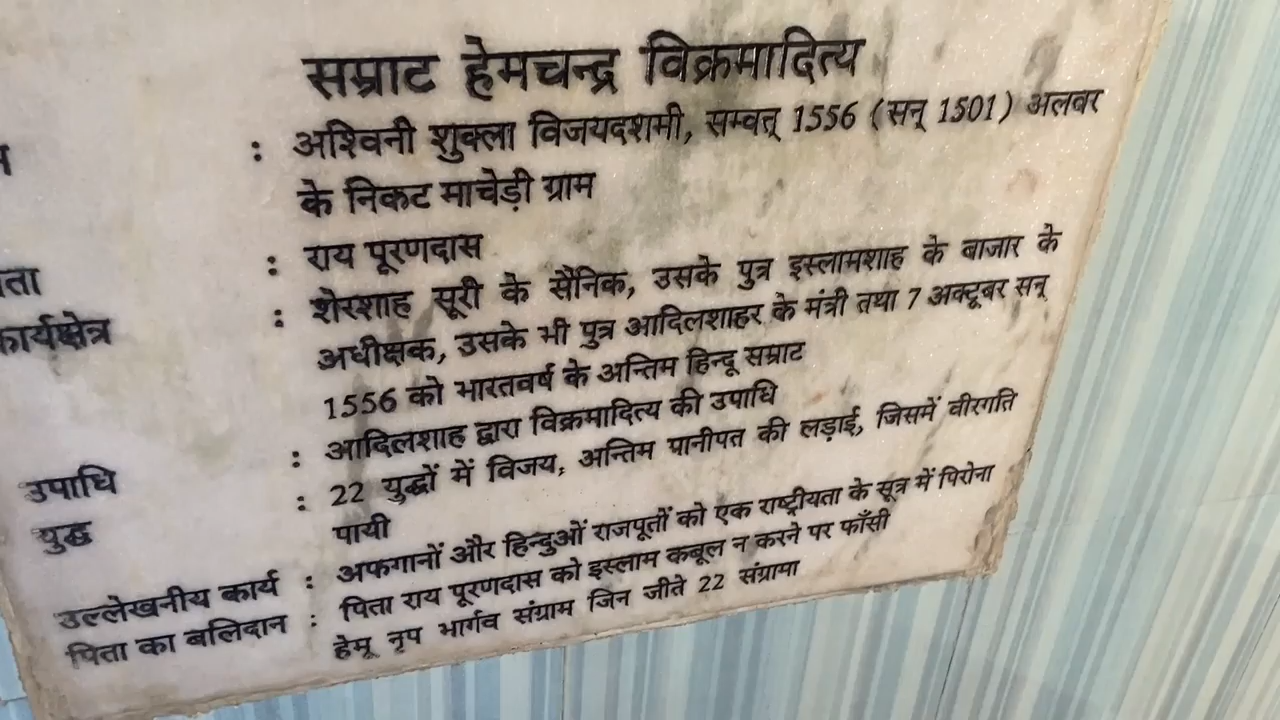 सम्राट हेमचन्द्र विक्रमादित्य
: अश्विनी शुक्ला विजयदशमी, सम्वत् 1556 (सन् 1501) अलवर
के निकट माचेड़ी ग्राम
: राय पूरणदास
: शेरशाह सूरी के सैनिक, उसके पुत्र इस्लामशाह के बाजार के
अधीक्षक, उसके भी पुत्र आदिलशाहर के मंत्री तथा 7 अक्टूबर सन्
1556 को भारतवर्ष के अन्तिम हिन्दू सम्राट
उपाधि : आदिलशाह द्वारा विक्रमादित्य की उपाधि
युद्ध : 22 युद्धों में विजय, अन्तिम पानीपत की लड़ाई, जिसमें वीरगति
पायी
उल्लेखनीय कार्य : अफगानों और हिन्दुओं राजपूतों को एक राष्ट्रीयता के सूत्र में पिरोना
पिता का बलिदान : पिता राय पूरणदास को इस्लाम कबूल न करने पर फाँसी
हेमू नृप भार्गव संग्राम जिन जीते 22 संग्रामा